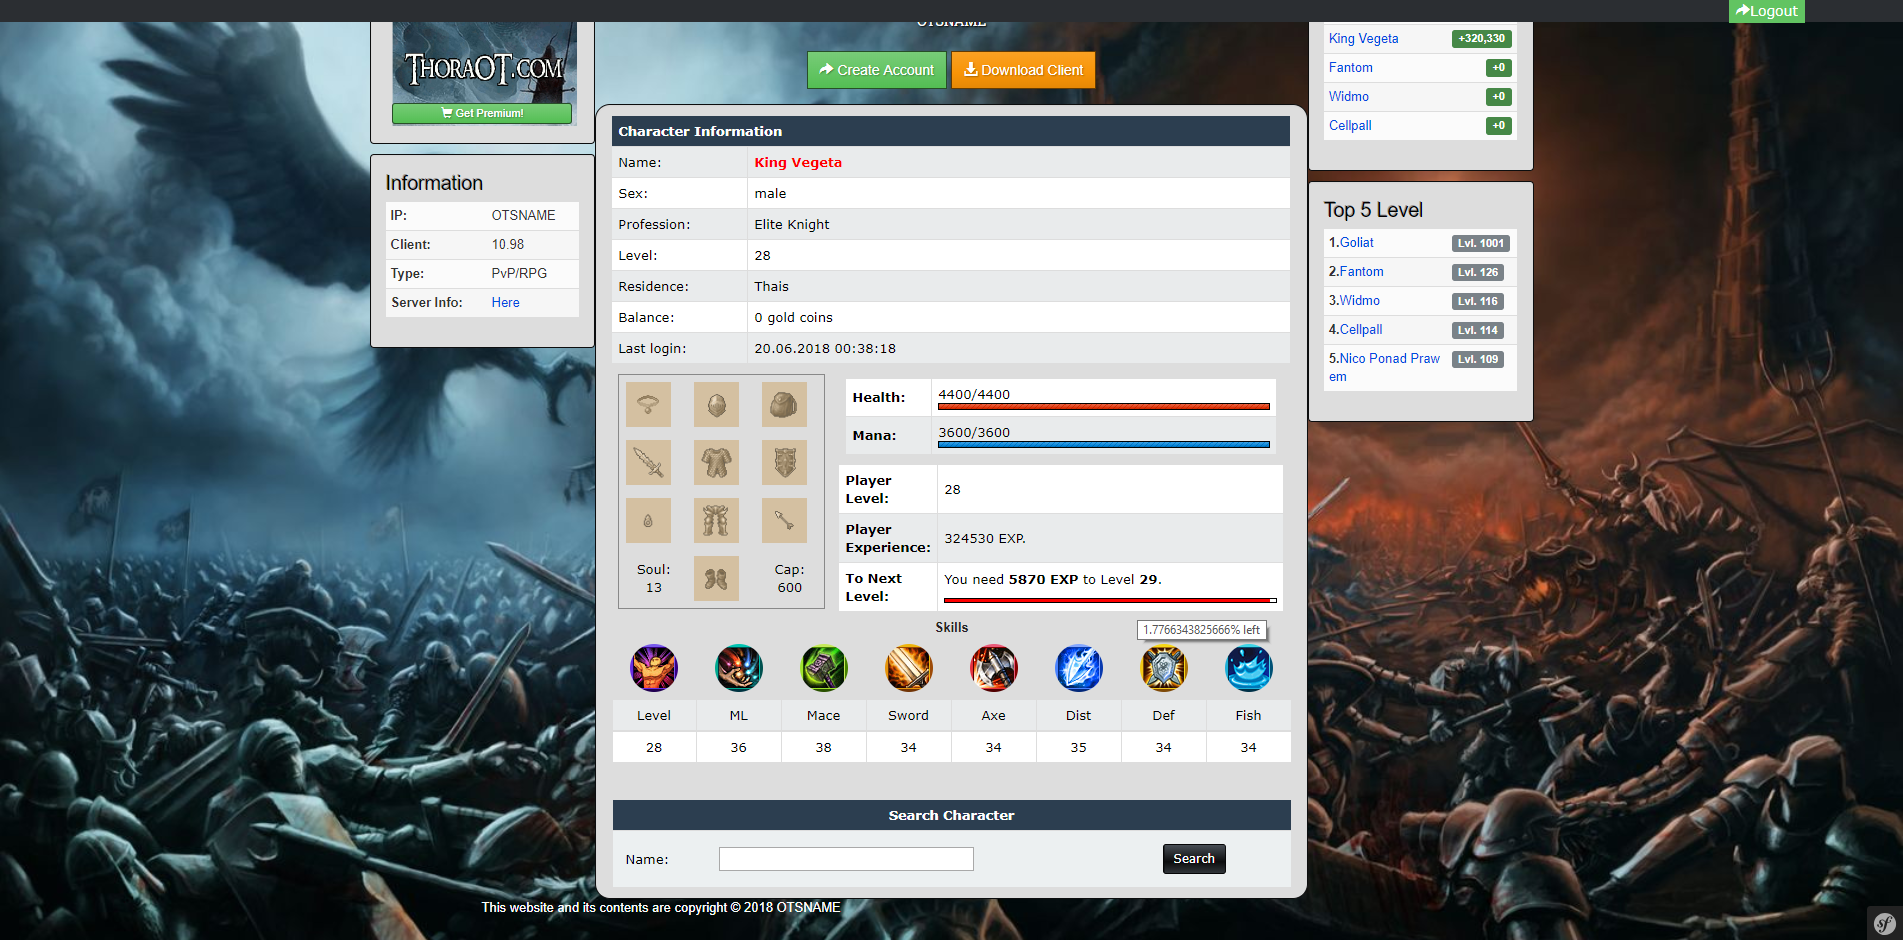 Logout
OTSNAME
THORAOT.COM
Get Premium!
Create Account
Download Client
King Vegeta +320,330
Fantom +0
Widmo +0
Cellpall +0
Information
IP: OTSNAME
Client: 10.98
Type: PvP/RPG
Server Info: Here
Character Information
Name: King Vegeta
Sex: male
Profession: Elite Knight
Level: 28
Residence: Thais
Balance: 0 gold coins
Last login: 20.06.2018 00:38:18
Soul:
13
Cap:
600
Health: 4400/4400
Mana: 3600/3600
Player
Level: 28
Player
Experience: 324530 EXP.
To Next
Level: You need 5870 EXP to Level 29.
1.7766343825666% left
Skills
Level ML Mace Sword Axe Dist Def Fish
28 36 38 34 34 35 34 34
Search Character
Name: Search
This website and its contents are copyright © 2018 OTSNAME
Top 5 Level
1.Goliat Lvl. 1001
2.Fantom Lvl. 126
3.Widmo Lvl. 116
4.Cellpall Lvl. 114
5.Nico Ponad Praw Lvl. 109
em
sf